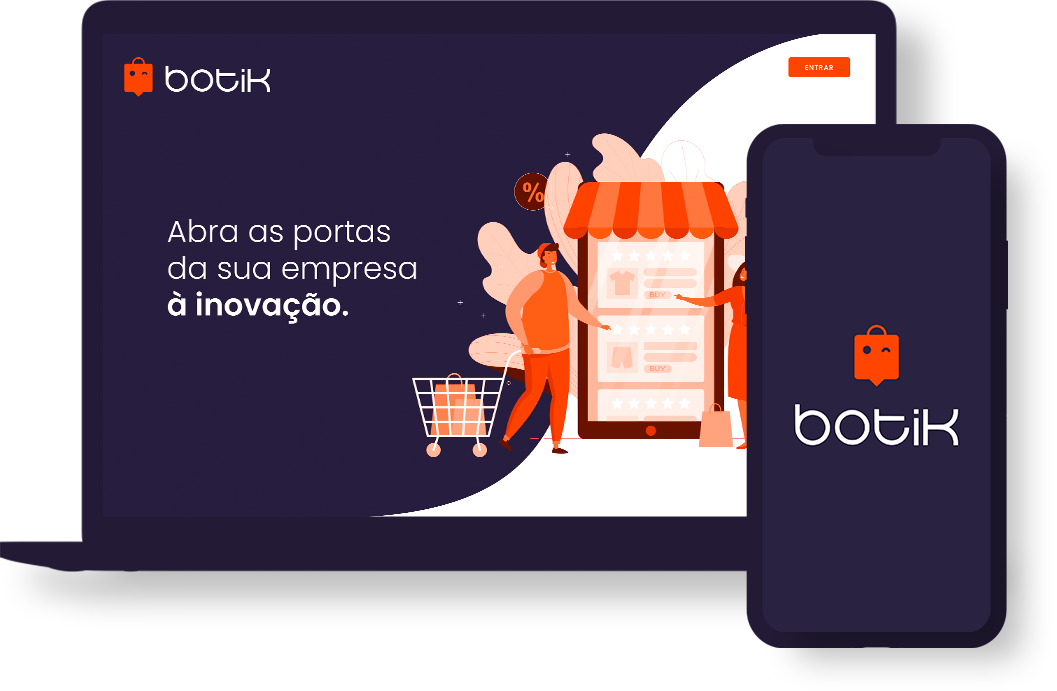 botik
ENTRAR
%
Abra as portas
da sua empresa
à inovação.
BUY
BUY
botik